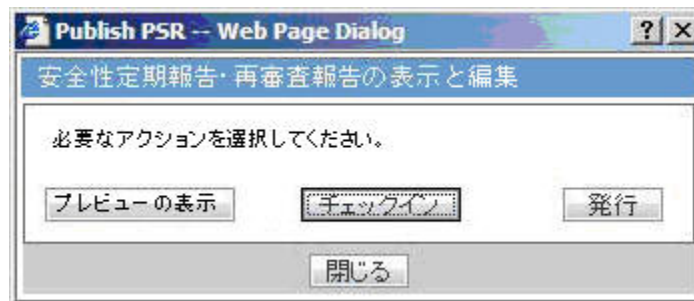 Publish PSR -- Web Page Dialog
安全性定期報告・再審査報告の表示と編集
必要なアクションを選択してください。
プレビューの表示 チェックイン 発行
閉じる